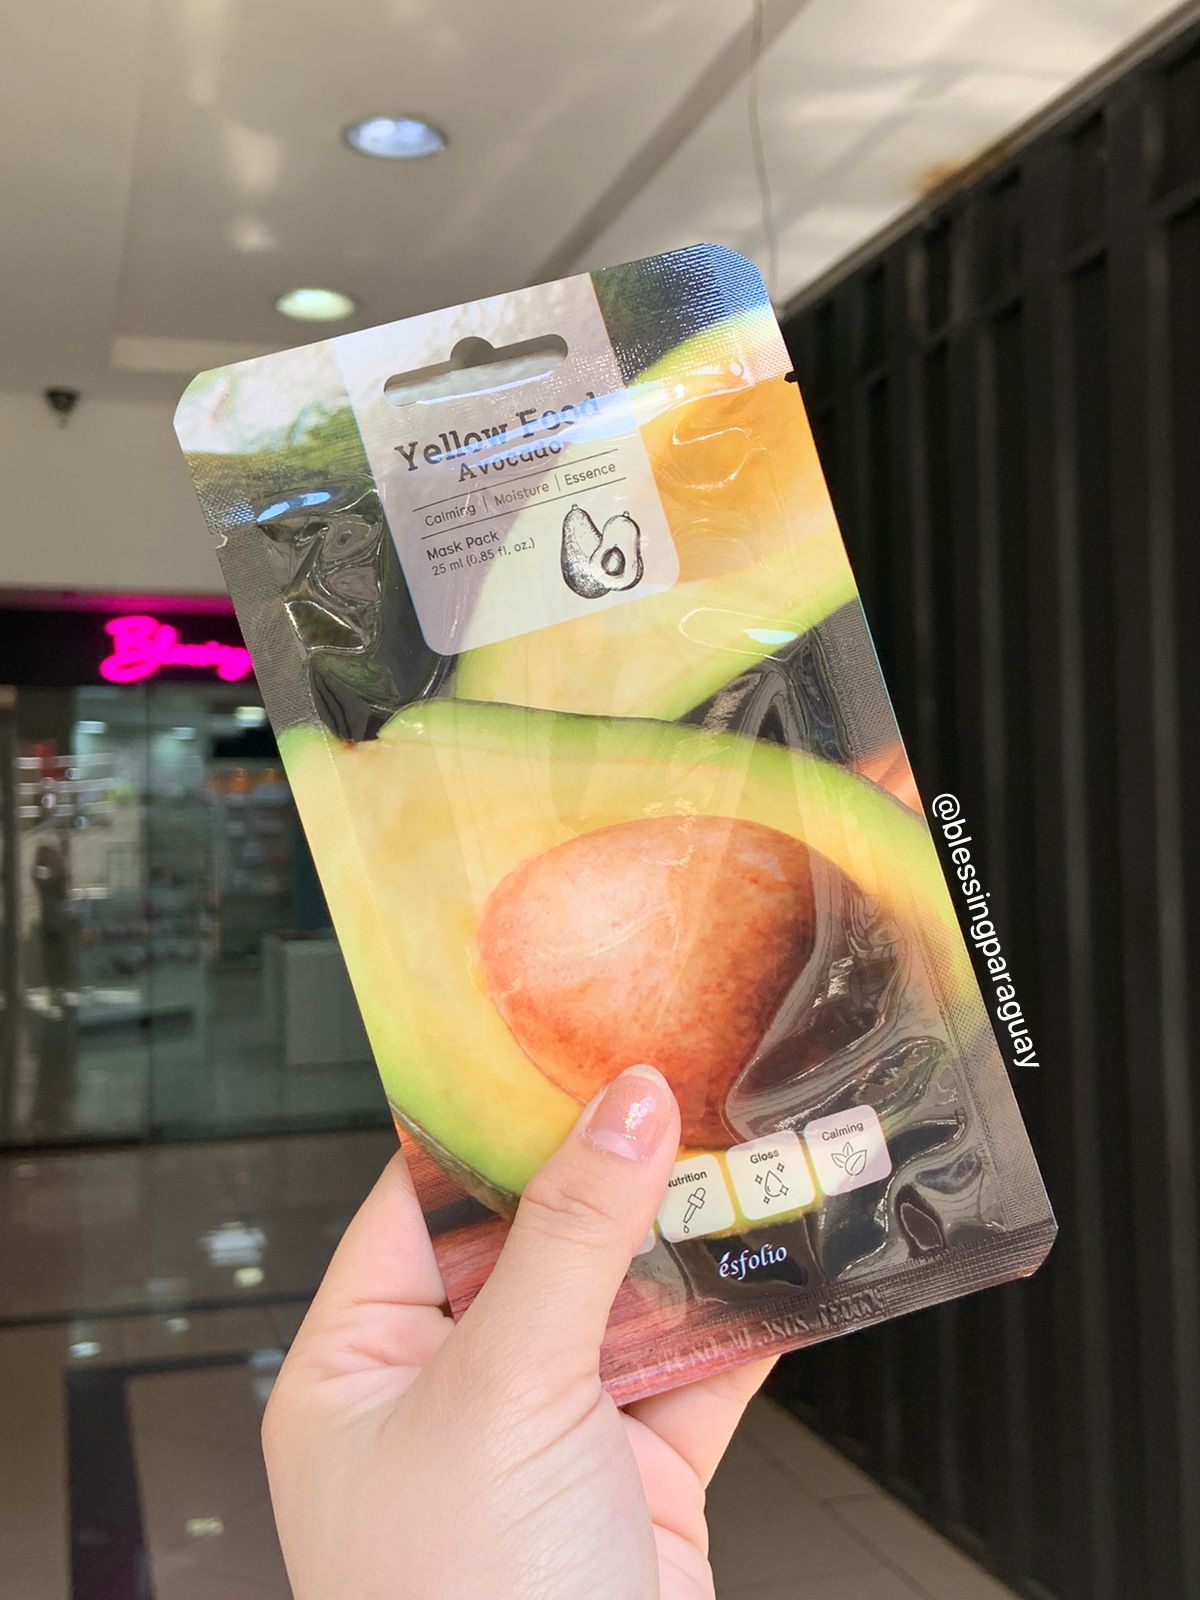 Yellow Food
Avocado
Calming | Moisture | Essence
Mask Pack
25 ml (0.85 fl. oz.)
Blessing
@blessingparaguay
Nutrition
Gloss
Calming
ésfolio